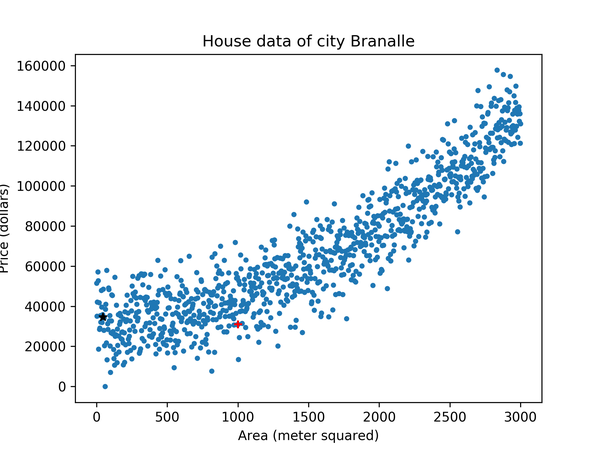 House data of city Branalle
160000
140000
120000
100000
80000
60000
40000
20000
0
Price (dollars)
0 500 1000 1500 2000 2500 3000
Area (meter squared)